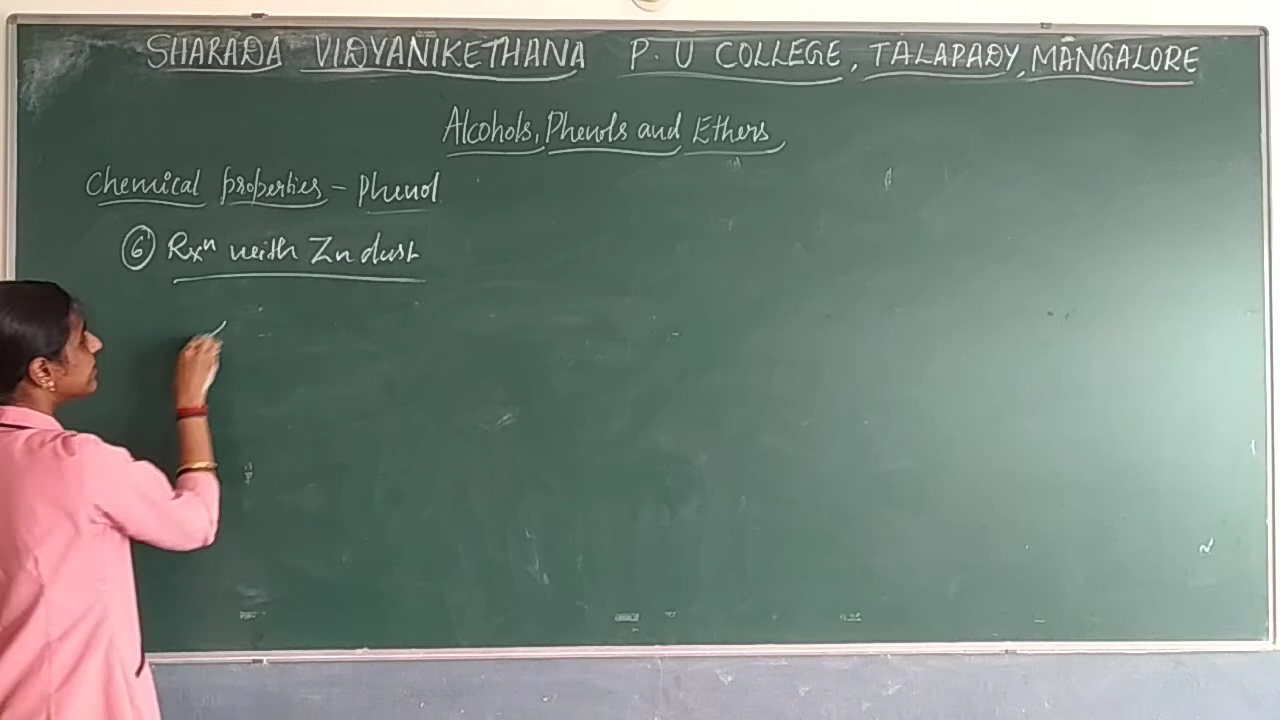 SHARADA VIDYANIKETHANA P. U COLLEGE, TALAPADY, MANGALORE
Alcohols, Phenols and Ethers
Chemical properties - Phenol
6 Rxn with Zn dust